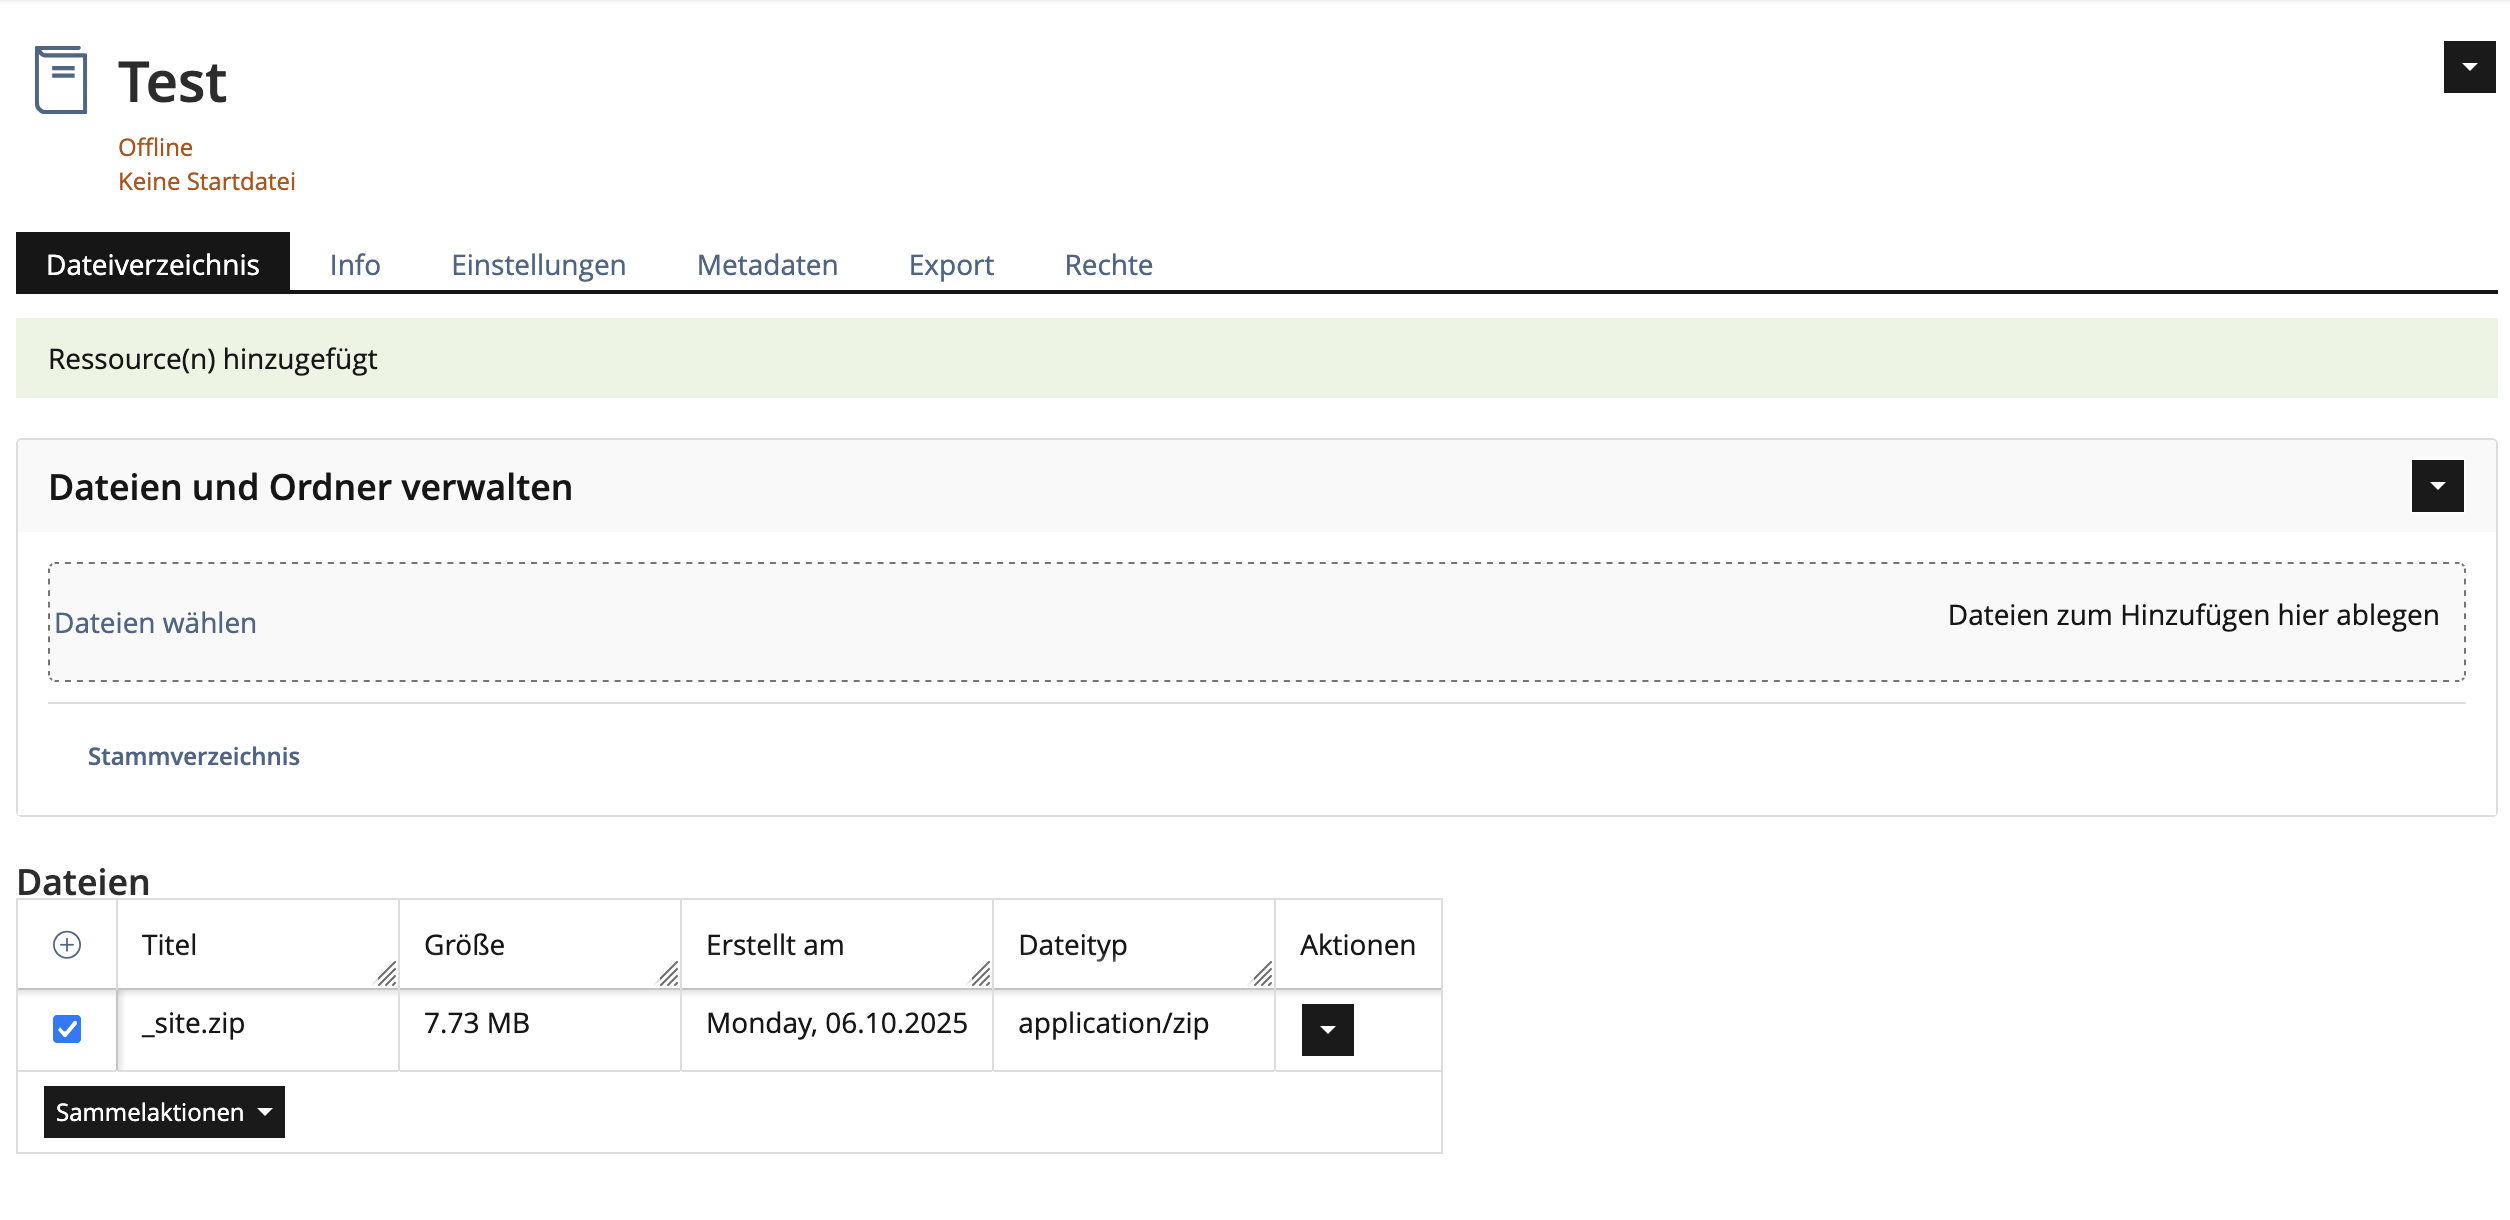 Test
Offline
Keine Startdatei
Dateiverzeichnis Info Einstellungen Metadaten Export Rechte
Ressource(n) hinzugefügt
Dateien und Ordner verwalten
Dateien wählen Dateien zum Hinzufügen hier ablegen
Stammverzeichnis
Dateien
Titel Größe Erstellt am Dateityp Aktionen
_site.zip 7.73 MB Monday, 06.10.2025 application/zip
Sammelaktionen